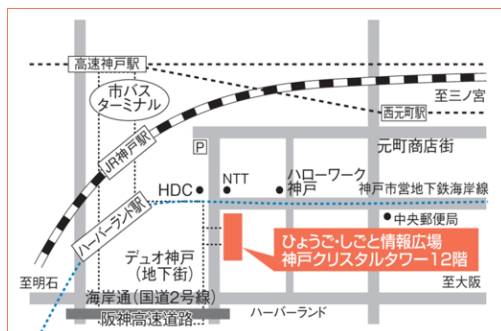 高速神戸駅
市バス
ターミナル
至三ノ宮
西元町駅
JR神戸駅
P
元町商店街
HDC
NTT
ハローワーク
神戸
神戸市営地下鉄海岸線
ハーバーランド駅
中央郵便局
ひょうご・しごと情報広場
神戸クリスタルタワー12階
デュオ神戸
（地下街）
至明石
至大阪
海岸通（国道2号線）
ハーバーランド
阪神高速道路